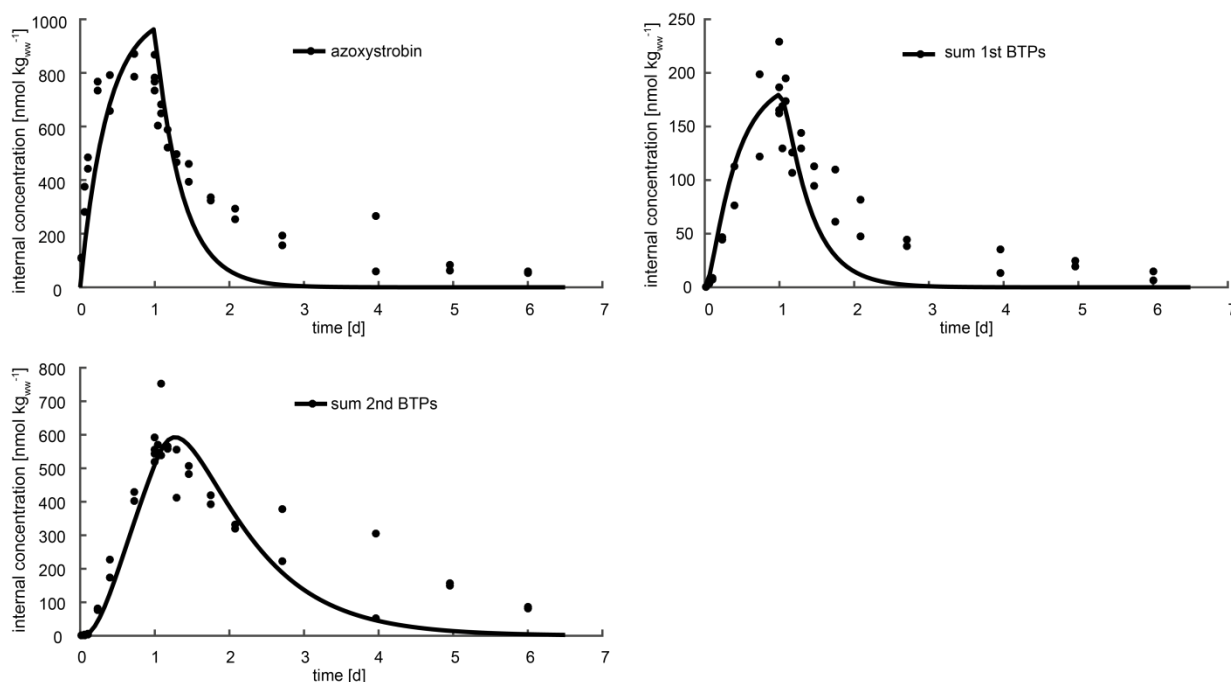 1000
800
600
400
200
0
internal concentration [nmol kg_ww^-1]
azoxystrobin
0 1 2 3 4 5 6 7
time [d]
250
200
150
100
50
0
internal concentration [nmol kg_ww^-1]
sum 1st BTPs
0 1 2 3 4 5 6 7
time [d]
800
700
600
500
400
300
200
100
0
internal concentration [nmol kg_ww^-1]
sum 2nd BTPs
0 1 2 3 4 5 6 7
time [d]